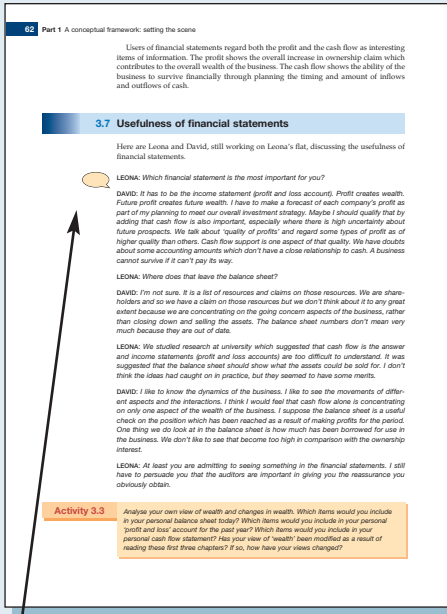 62 Part 1 A conceptual framework: setting the scene
Users of financial statements regard both the profit and the cash flow as interesting
items of information. The profit shows the overall increase in ownership claim which
contributes to the overall wealth of the business. The cash flow shows the ability of the
business to survive financially through planning the timing and amount of inflows
and outflows of cash.
3.7 Usefulness of financial statements
Here are Leona and David, still working on Leona's flat, discussing the usefulness of
financial statements.
LEONA: Which financial statement is the most important for you?
DAVID: It has to be the income statement (profit and loss account). Profit creates wealth.
Future profit creates future wealth. I have to make a forecast of each company's profit as
part of my planning to meet our overall investment strategy. Maybe I should qualify that by
adding that cash flow is also important, especially where there is high uncertainty about
future prospects. We talk about 'quality of profits' and regard some types of profit as of
higher quality than others. Cash flow support is one aspect of that quality. We have doubts
about some accounting amounts which don't have a close relationship to cash. A business
cannot survive if it can't pay its way.
LEONA: Where does that leave the balance sheet?
DAVID: I'm not sure. It is a list of resources and claims on those resources. We are share-
holders and so we have a claim on those resources but we don't think about it to any great
extent because we are concentrating on the going concern aspects of the business, rather
than closing down and selling the assets. The balance sheet numbers don't mean very
much because they are out of date.
LEONA: We studied research at university which suggested that cash flow is the answer
and income statements (profit and loss accounts) are too difficult to understand. It was
suggested that the balance sheet should show what the assets could be sold for. I don't
think the ideas had caught on in practice, but they seemed to have some merits.
DAVID: I like to know the dynamics of the business. I like to see the movements of differ-
ent aspects and the interactions. I think I would feel that cash flow alone is concentrating
on only one aspect of the wealth of the business. I suppose the balance sheet is a useful
check on the position which has been reached as a result of making profits for the period.
One thing we do look at in the balance sheet is how much has been borrowed for use in
the business. We don't like to see that become too high in comparison with the ownership
interest.
LEONA: At least you are admitting to seeing something in the financial statements. I still
have to persuade you that the auditors are important in giving you the reassurance you
obviously obtain.
Activity 3.3
Analyse your own view of wealth and changes in wealth. Which items would you include
in your personal balance sheet today? Which items would you include in your personal
'profit and loss' account for the past year? Which items would you include in your
personal cash flow statement? Has your view of 'wealth' been modified as a result of
reading these first three chapters? If so, how have your views changed?